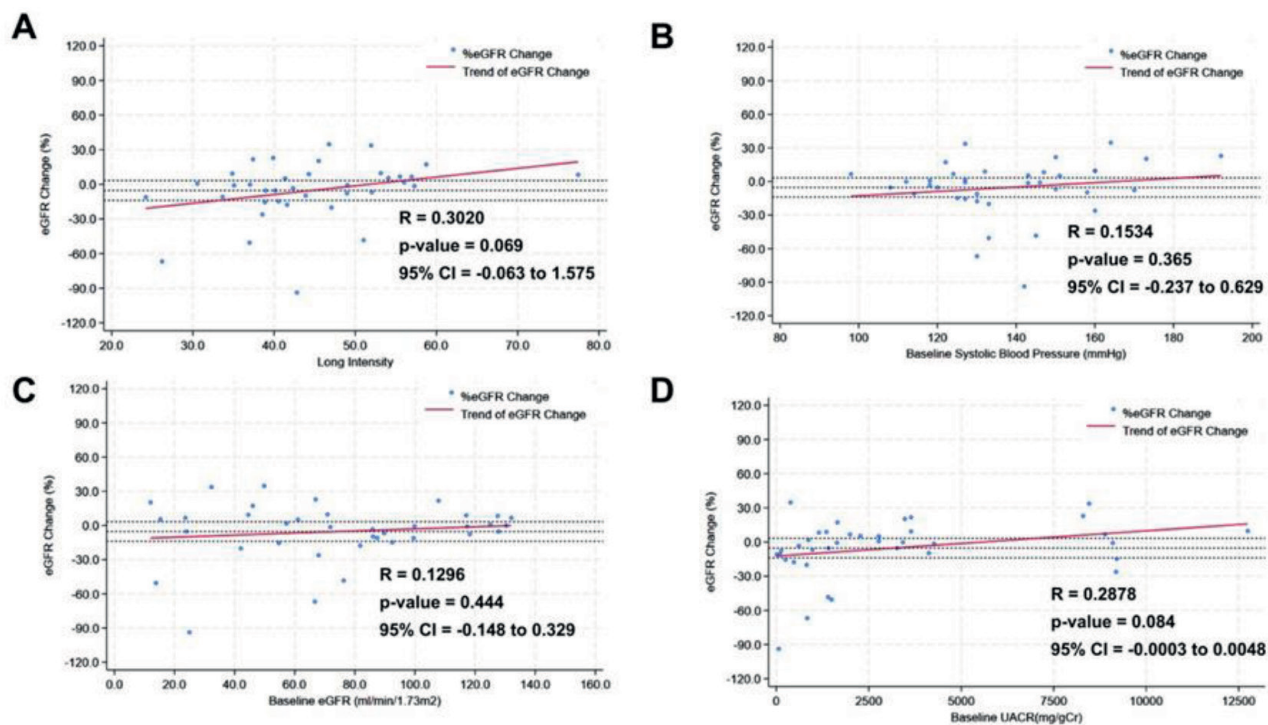 A
120.0
90.0
60.0
30.0
0.0
-30.0
-60.0
-90.0
-120.0
eGFR Change (%)
%eGFR Change
Trend of eGFR Change
R = 0.3020
p-value = 0.069
95% CI = -0.063 to 1.575
20.0 30.0 40.0 50.0 60.0 70.0 80.0
Long Intensity
B
120.0
90.0
60.0
30.0
0.0
-30.0
-60.0
-90.0
-120.0
eGFR Change (%)
%eGFR Change
Trend of eGFR Change
R = 0.1534
p-value = 0.365
95% CI = -0.237 to 0.629
80 100 120 140 160 180 200
Baseline Systolic Blood Pressure (mmHg)
C
120.0
90.0
60.0
30.0
0.0
-30.0
-60.0
-90.0
-120.0
eGFR Change (%)
%eGFR Change
Trend of eGFR Change
R = 0.1296
p-value = 0.444
95% CI = -0.148 to 0.329
0.0 20.0 40.0 60.0 80.0 100.0 120.0 140.0 160.0
Baseline eGFR (ml/min/1.73m2)
D
120.0
90.0
60.0
30.0
0.0
-30.0
-60.0
-90.0
-120.0
eGFR Change (%)
%eGFR Change
Trend of eGFR Change
R = 0.2878
p-value = 0.084
95% CI = -0.0003 to 0.0048
0 2500 5000 7500 10000 12500
Baseline UACR(mg/gCr)